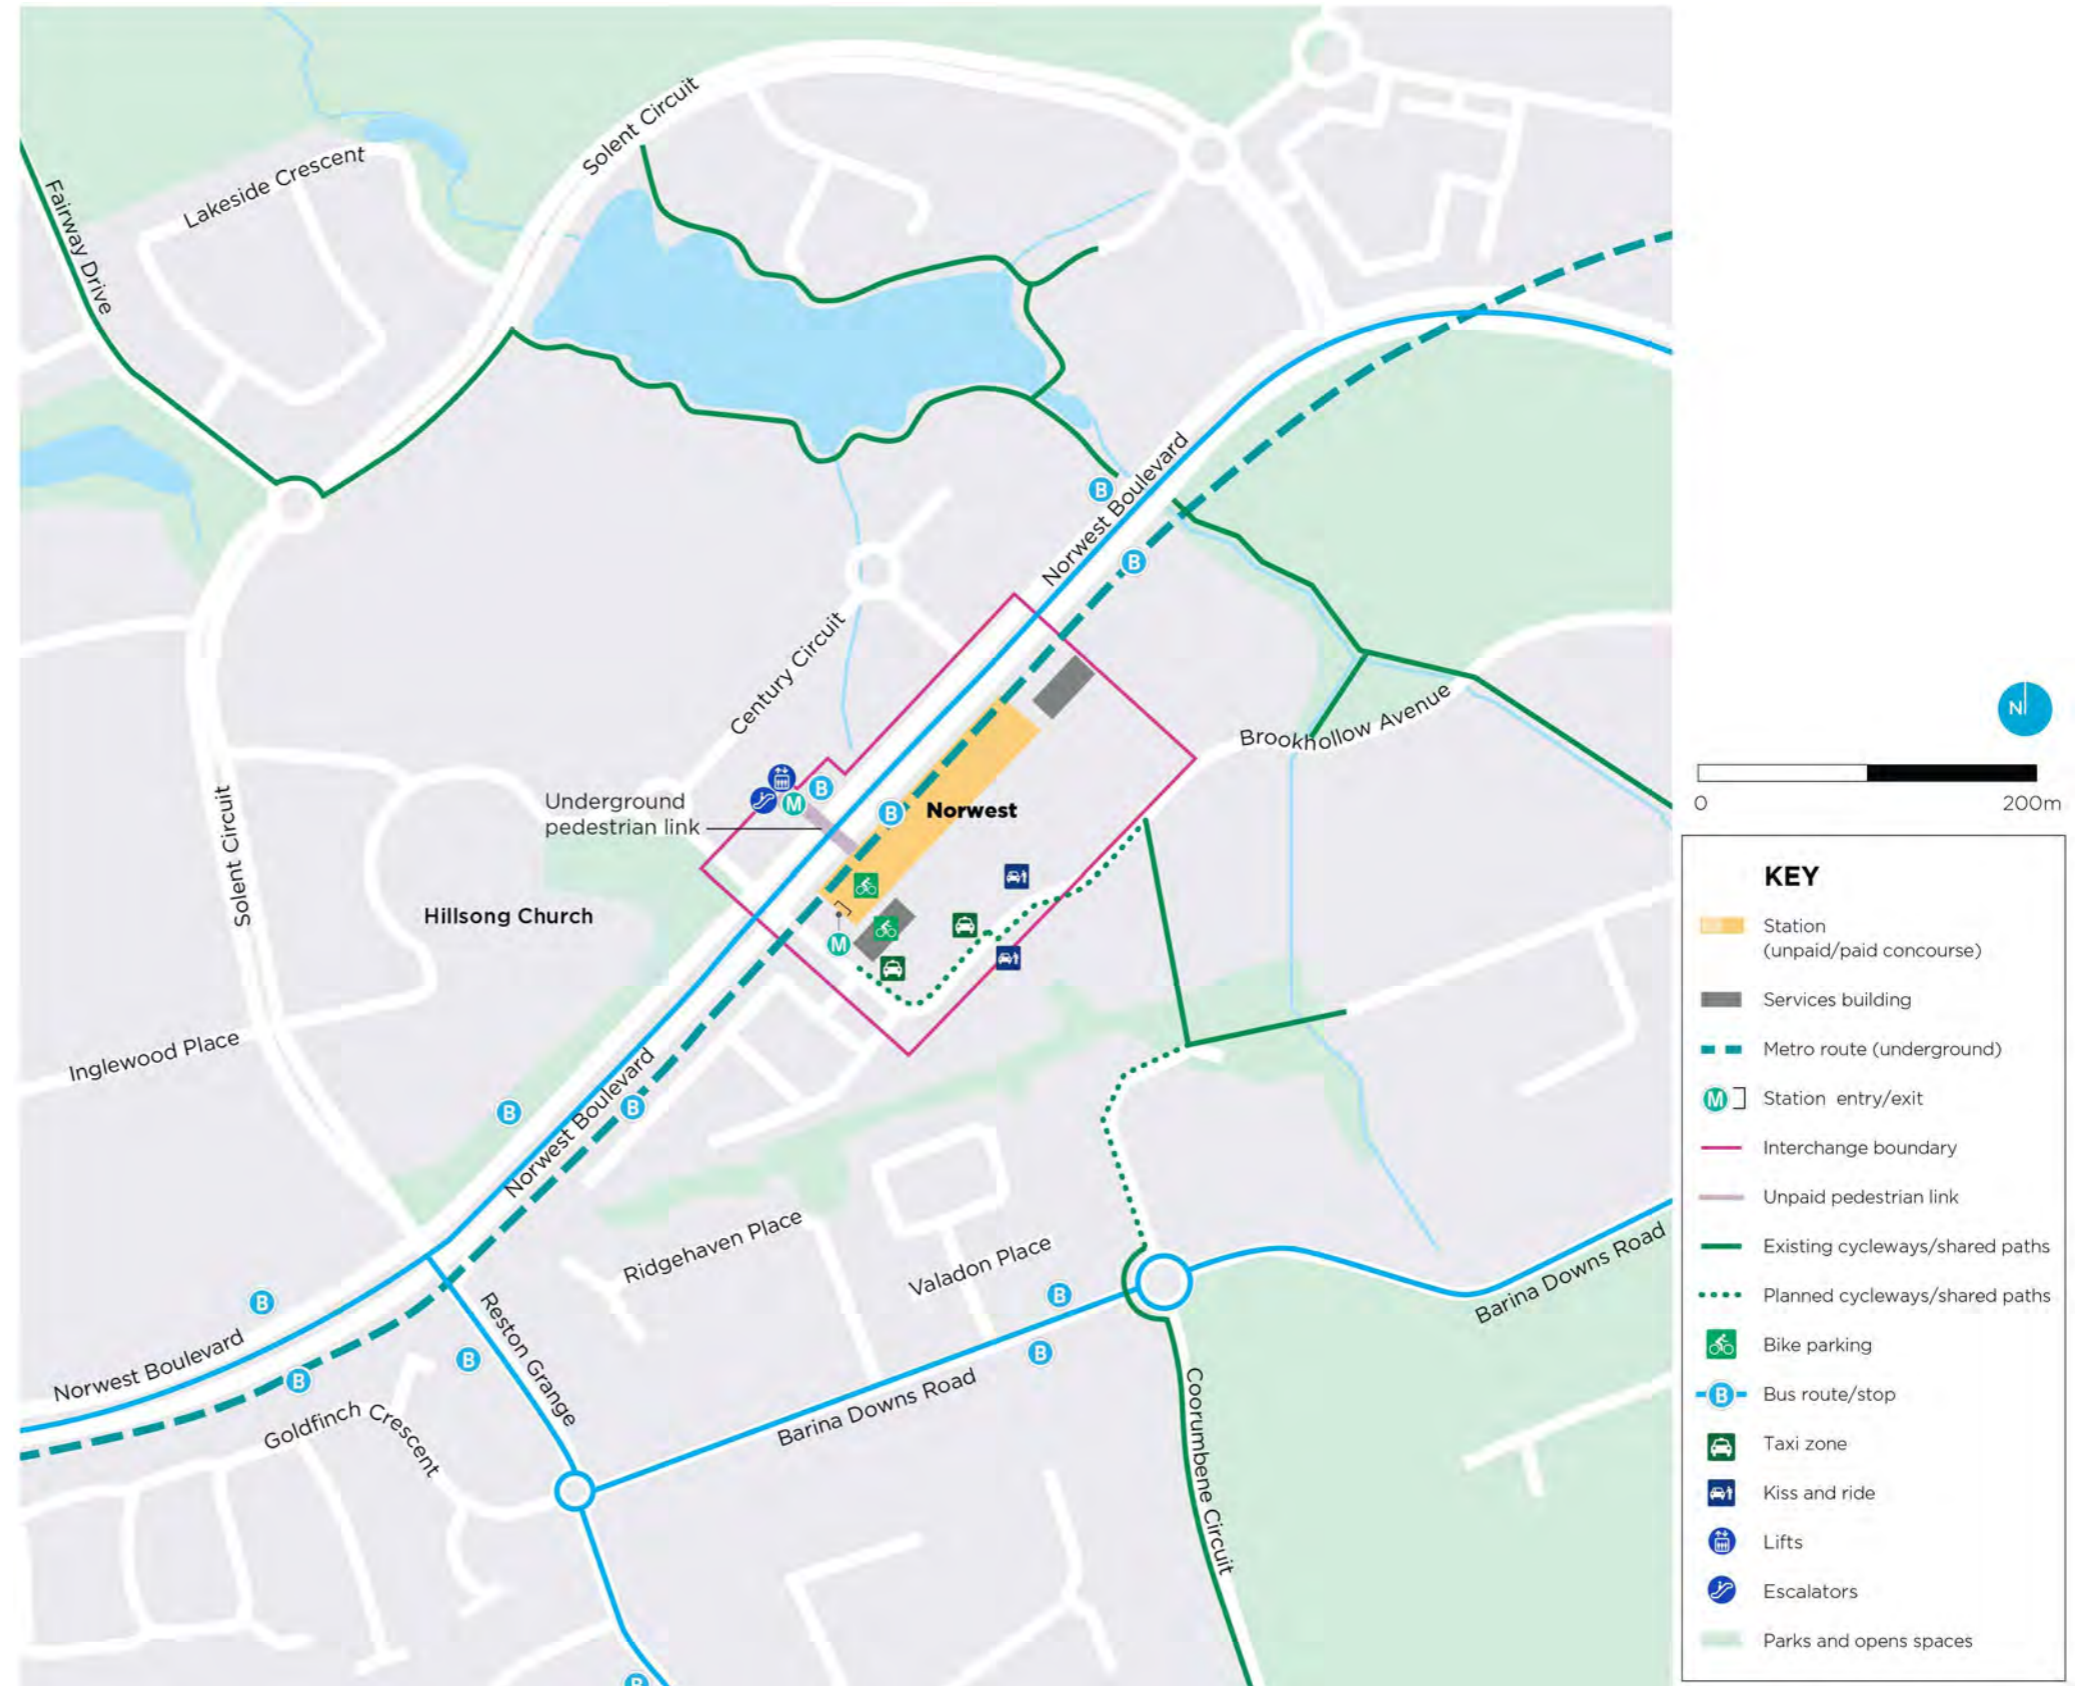 Solent Circuit
Lakeside Crescent
Fairway Drive
Norwest Boulevard
Century Circuit
Brookhollow Avenue
Underground
pedestrian link
Norwest
Solent Circuit
Hillsong Church
Inglewood Place
Norwest Boulevard
Ridgehaven Place
Valadon Place
Barina Downs Road
Reston Grange
Norwest Boulevard
Goldfinch Crescent
Barina Downs Road
Coorumbene Circuit
B
B
B
B
B
B
B
B
B
B
B
B
B
M
M
N
0 200m
KEY
Station
(unpaid/paid concourse)
Services building
Metro route (underground)
M Station entry/exit
Interchange boundary
Unpaid pedestrian link
Existing cycleways/shared paths
Planned cycleways/shared paths
Bike parking
B Bus route/stop
Taxi zone
Kiss and ride
Lifts
Escalators
Parks and opens spaces